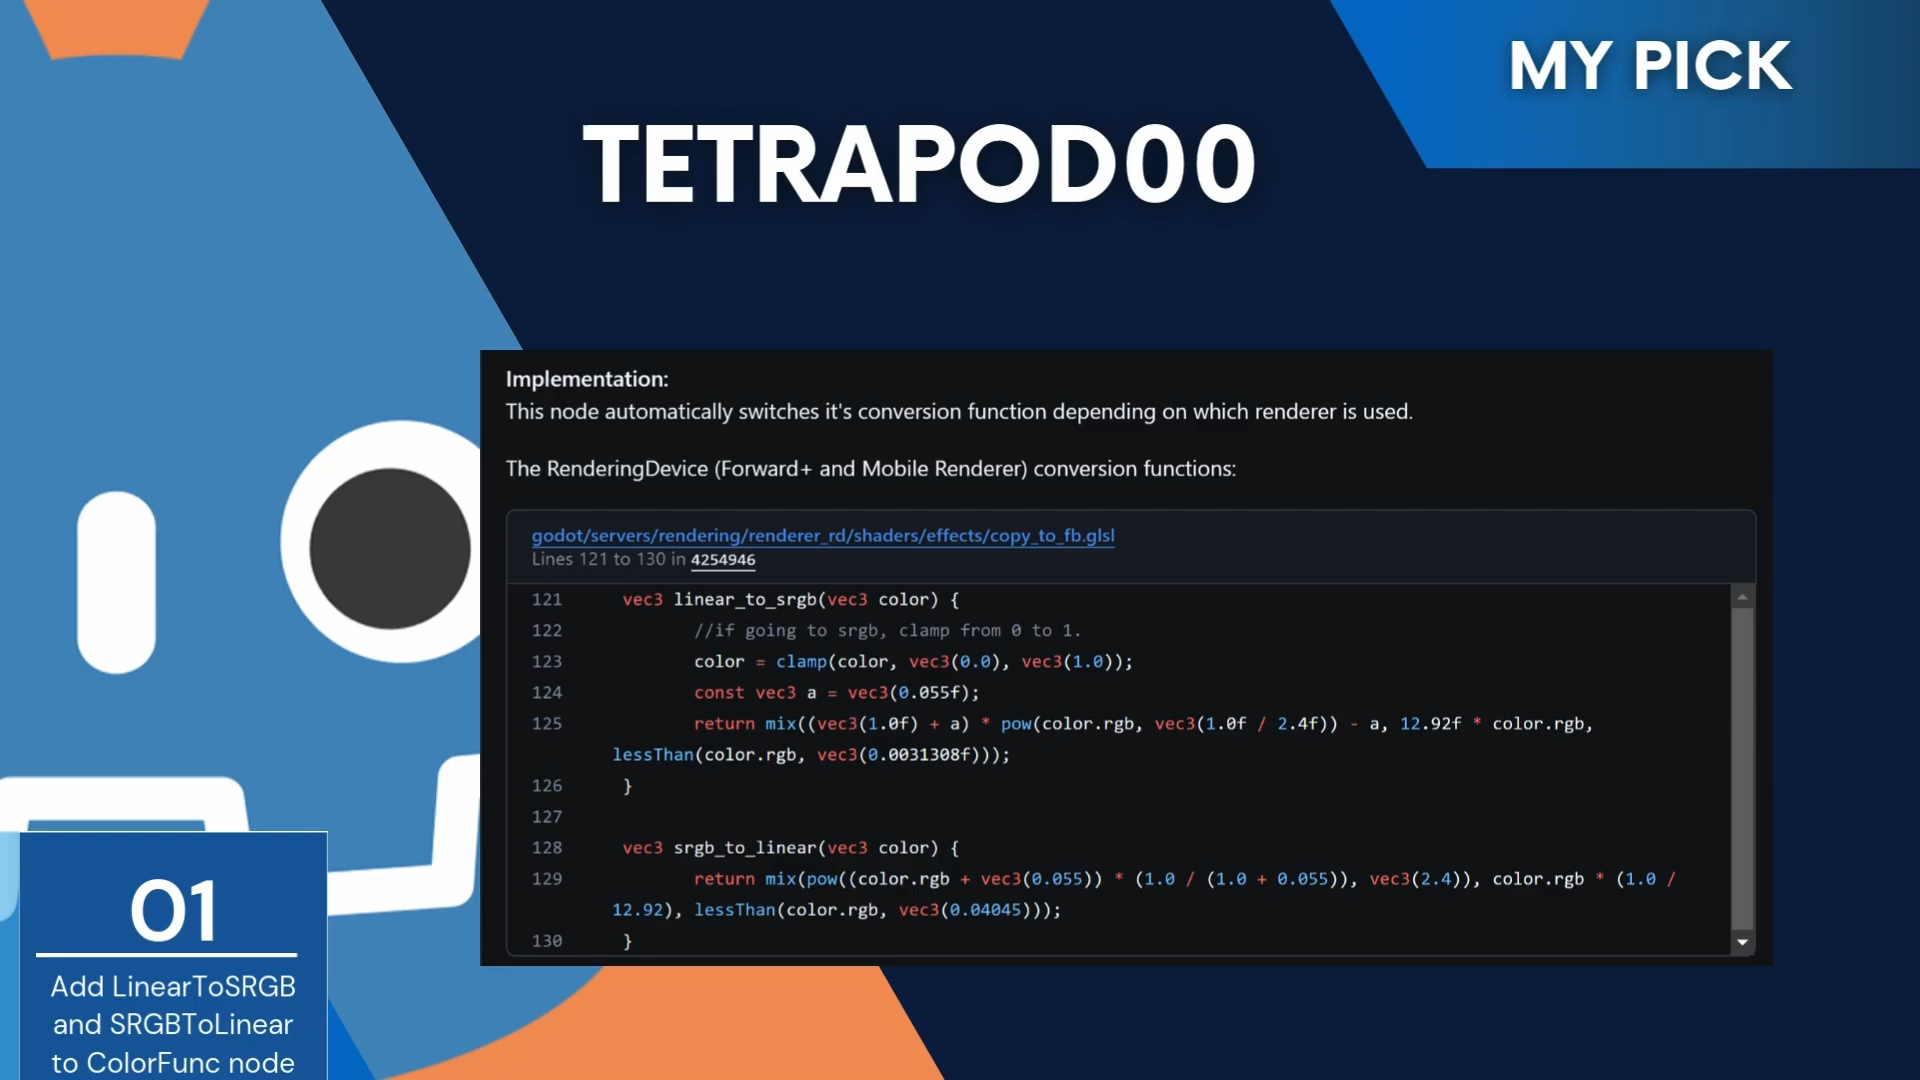 MY PICK
TETRAPOD00
Implementation:
This node automatically switches it's conversion function depending on which renderer is used.
The RenderingDevice (Forward+ and Mobile Renderer) conversion functions:
godot/servers/rendering/renderer_rd/shaders/effects/copy_to_fb.glsl
Lines 121 to 130 in 4254946
121 vec3 linear_to_srgb(vec3 color) {
122 //if going to srgb, clamp from 0 to 1.
123 color = clamp(color, vec3(0.0), vec3(1.0));
124 const vec3 a = vec3(0.055f);
125 return mix((vec3(1.0f) + a) * pow(color.rgb, vec3(1.0f / 2.4f)) - a, 12.92f * color.rgb,
lessThan(color.rgb, vec3(0.0031308f)));
126 }
127
128 vec3 srgb_to_linear(vec3 color) {
129 return mix(pow((color.rgb + vec3(0.055)) * (1.0 / (1.0 + 0.055)), vec3(2.4)), color.rgb * (1.0 /
12.92), lessThan(color.rgb, vec3(0.04045)));
130 }
01
Add LinearToSRGB
and SRGBToLinear
to ColorFunc node